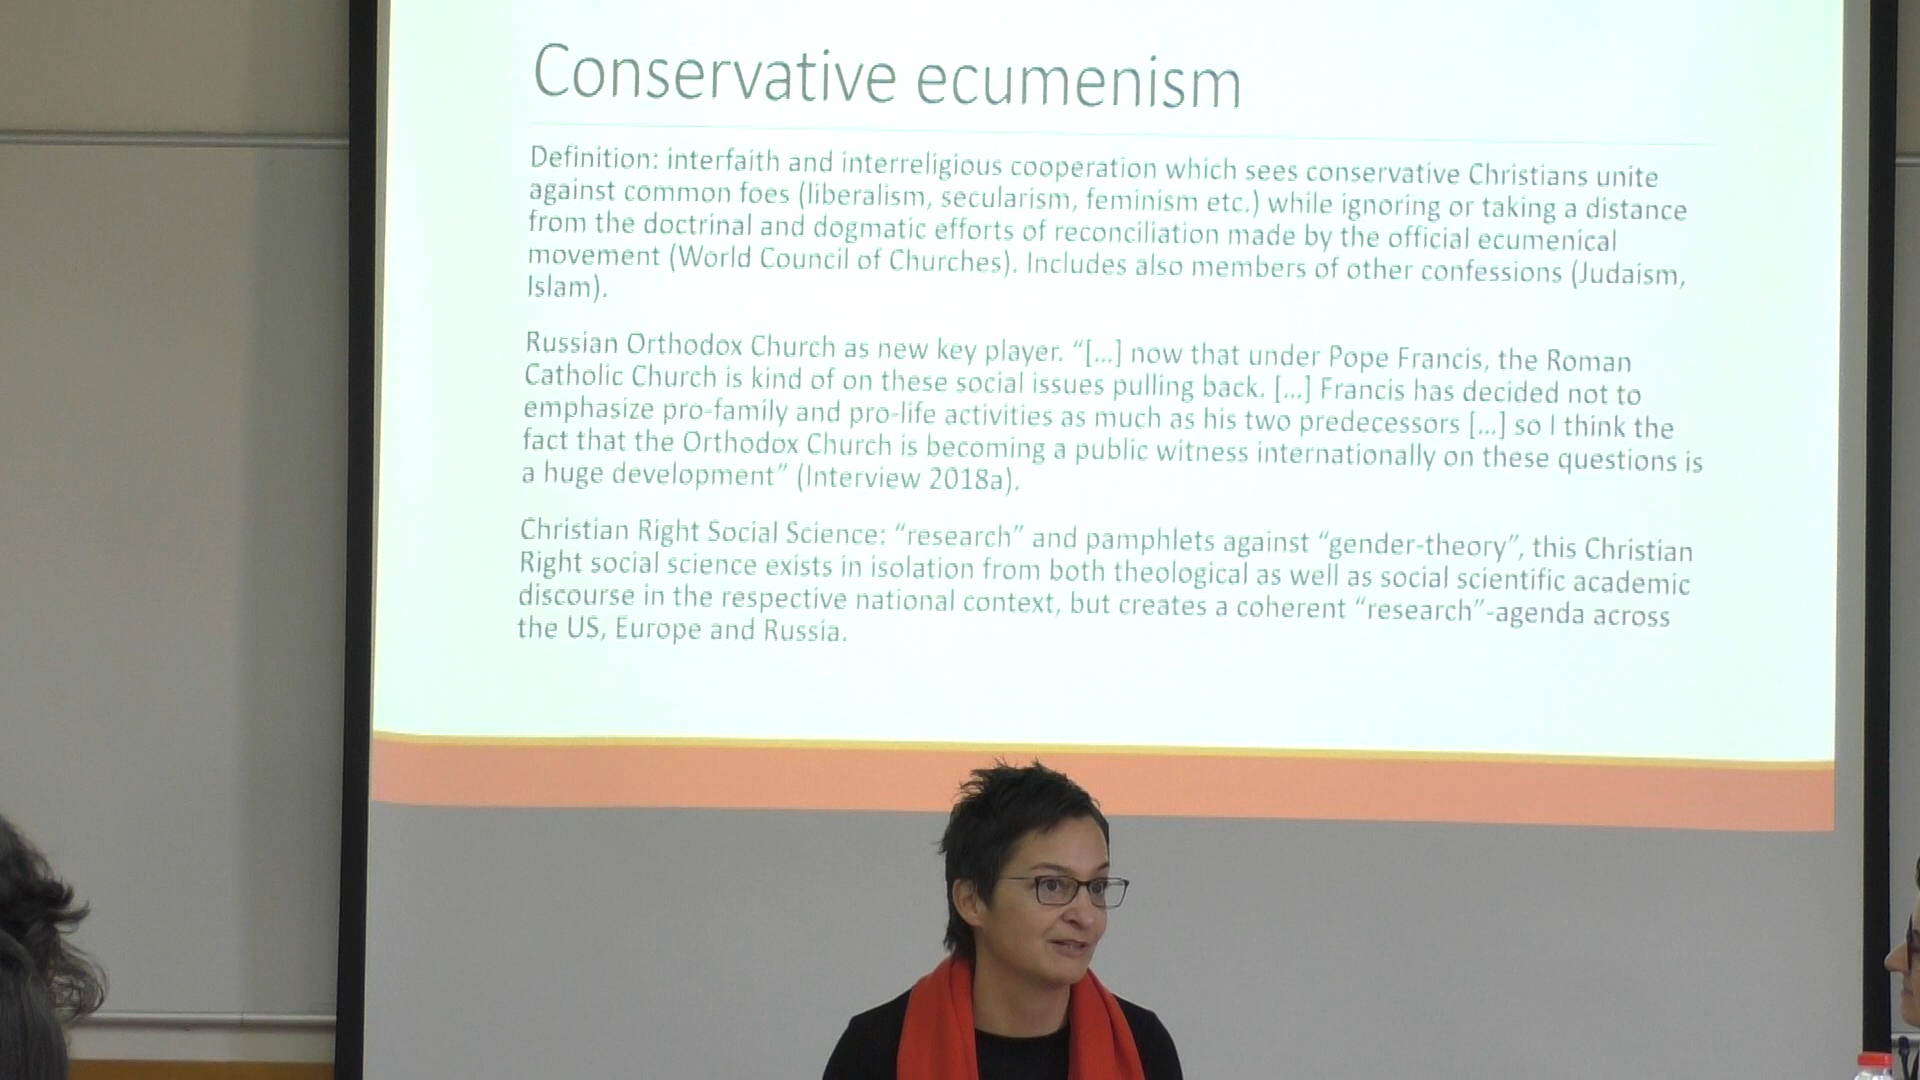 Conservative ecumenism
Definition: interfaith and interreligious cooperation which sees conservative Christians unite
against common foes (liberalism, secularism, feminism etc.) while ignoring or taking a distance
from the doctrinal and dogmatic efforts of reconciliation made by the official ecumenical
movement (World Council of Churches). Includes also members of other confessions (Judaism,
Islam).
Russian Orthodox Church as new key player. “[...] now that under Pope Francis, the Roman
Catholic Church is kind of on these social issues pulling back. [...] Francis has decided not to
emphasize pro-family and pro-life activities as much as his two predecessors [...] so I think the
fact that the Orthodox Church is becoming a public witness internationally on these questions is
a huge development” (Interview 2018a).
Christian Right Social Science: “research” and pamphlets against “gender-theory”, this Christian
Right social science exists in isolation from both theological as well as social scientific academic
discourse in the respective national context, but creates a coherent “research”-agenda across
the US, Europe and Russia.